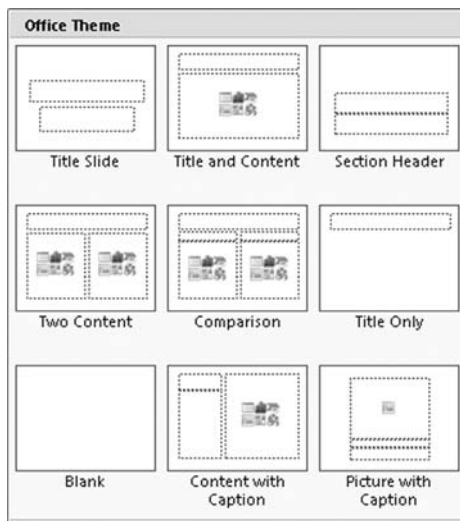 Office Theme
Title Slide
Title and Content
Section Header
Two Content
Comparison
Title Only
Blank
Content with
Caption
Picture with
Caption